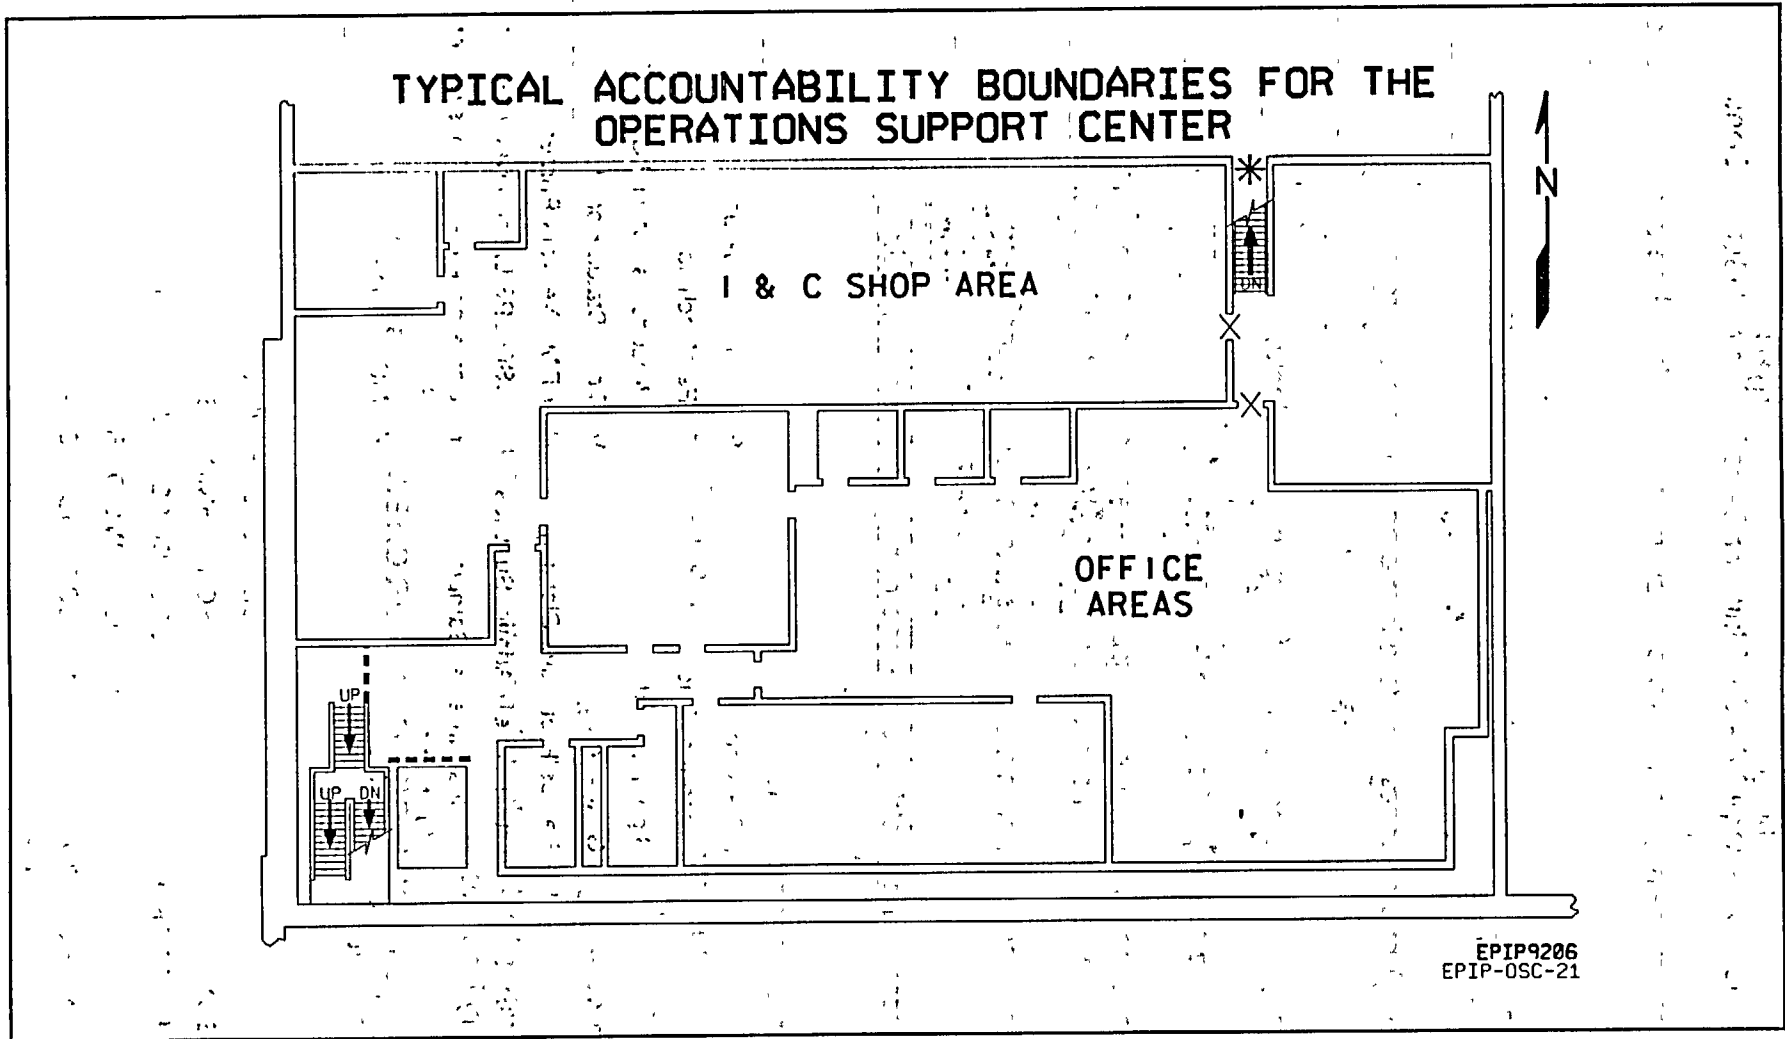 TYPICAL ACCOUNTABILITY BOUNDARIES FOR THE
OPERATIONS SUPPORT CENTER
N
I & C SHOP AREA
DN
OFFICE
AREAS
UP
UP DN
EPIP9206
EPIP-OSC-21